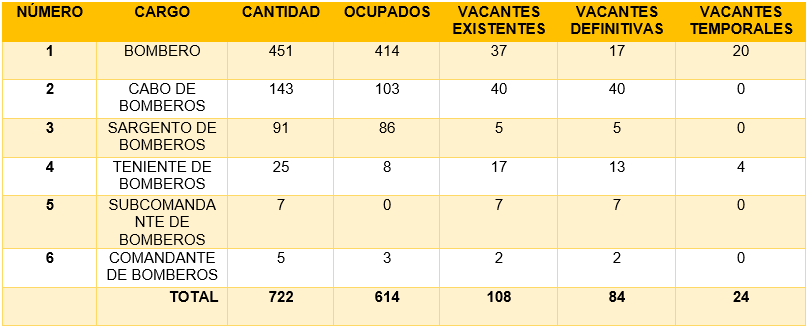 NÚMERO CARGO CANTIDAD OCUPADOS VACANTES EXISTENTES VACANTES DEFINITIVAS VACANTES TEMPORALES
1 BOMBERO 451 414 37 17 20
2 CABO DE BOMBEROS 143 103 40 40 0
3 SARGENTO DE BOMBEROS 91 86 5 5 0
4 TENIENTE DE BOMBEROS 25 8 17 13 4
5 SUBCOMANDANTE DE BOMBEROS 7 0 7 7 0
6 COMANDANTE DE BOMBEROS 5 3 2 2 0
TOTAL 722 614 108 84 24